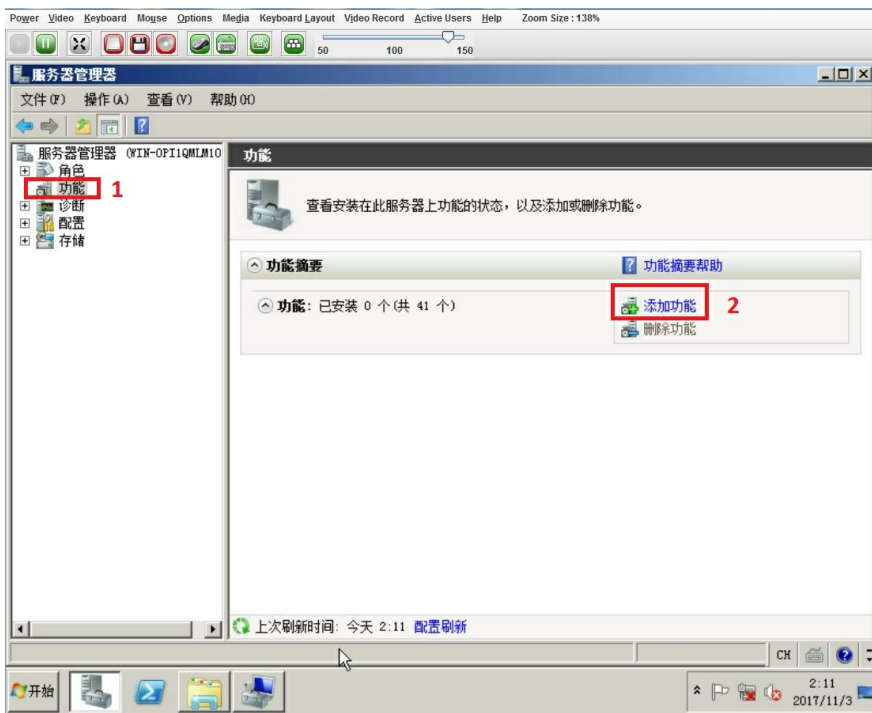 Power Video Keyboard Mouse Options Media Keyboard Layout Video Record Active Users Help Zoom Size : 138%
50 100 150
服务器管理器
文件(F) 操作(A) 查看(V) 帮助(H)
服务器管理器 (WIN-OPI1QMLM10
角色
功能 1
诊断
配置
存储
功能
查看安装在此服务器上功能的状态，以及添加或删除功能。
功能摘要
功能摘要帮助
功能: 已安装 0 个(共 41 个)
添加功能 2
删除功能
上次刷新时间: 今天 2:11 配置刷新
CH
开始
2:11
2017/11/3